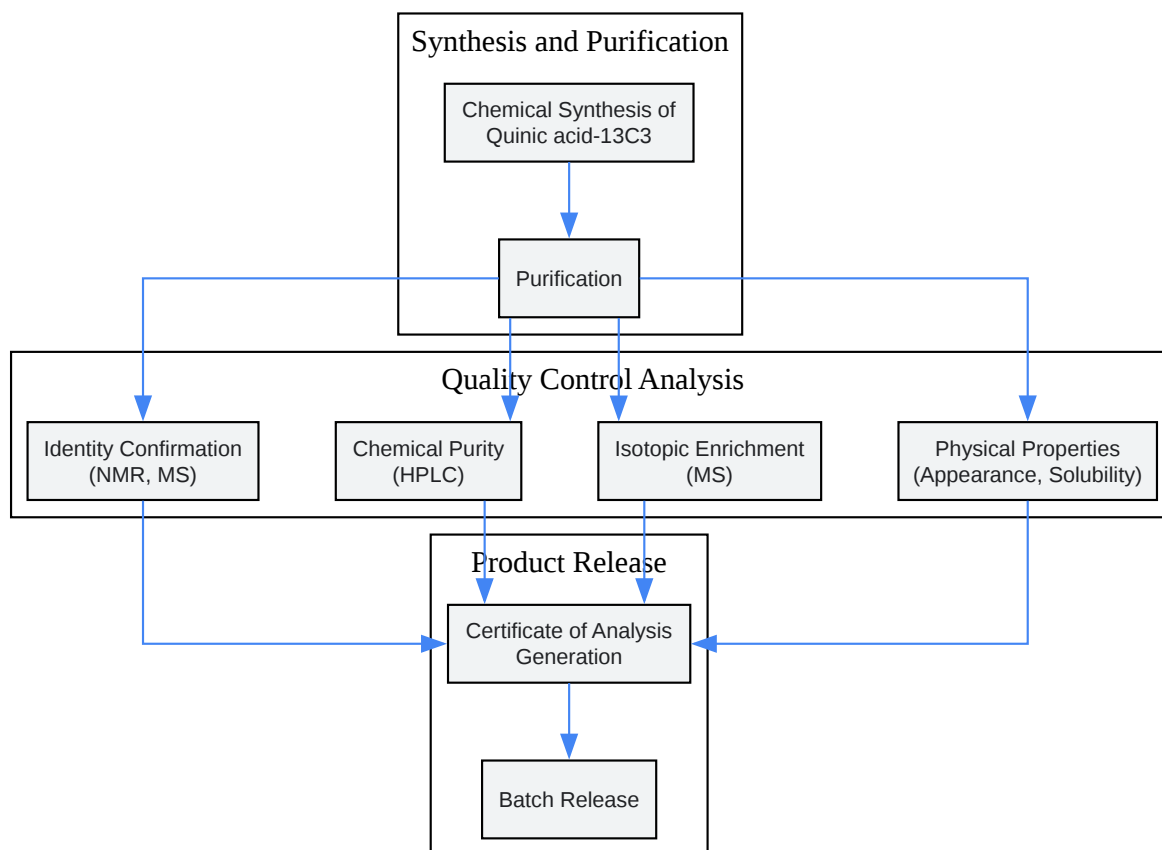 Synthesis and Purification
Chemical Synthesis of
Quinic acid-13C3
Purification
Quality Control Analysis
Identity Confirmation
(NMR, MS)
Chemical Purity
(HPLC)
Isotopic Enrichment
(MS)
Physical Properties
(Appearance, Solubility)
Product Release
Certificate of Analysis
Generation
Batch Release